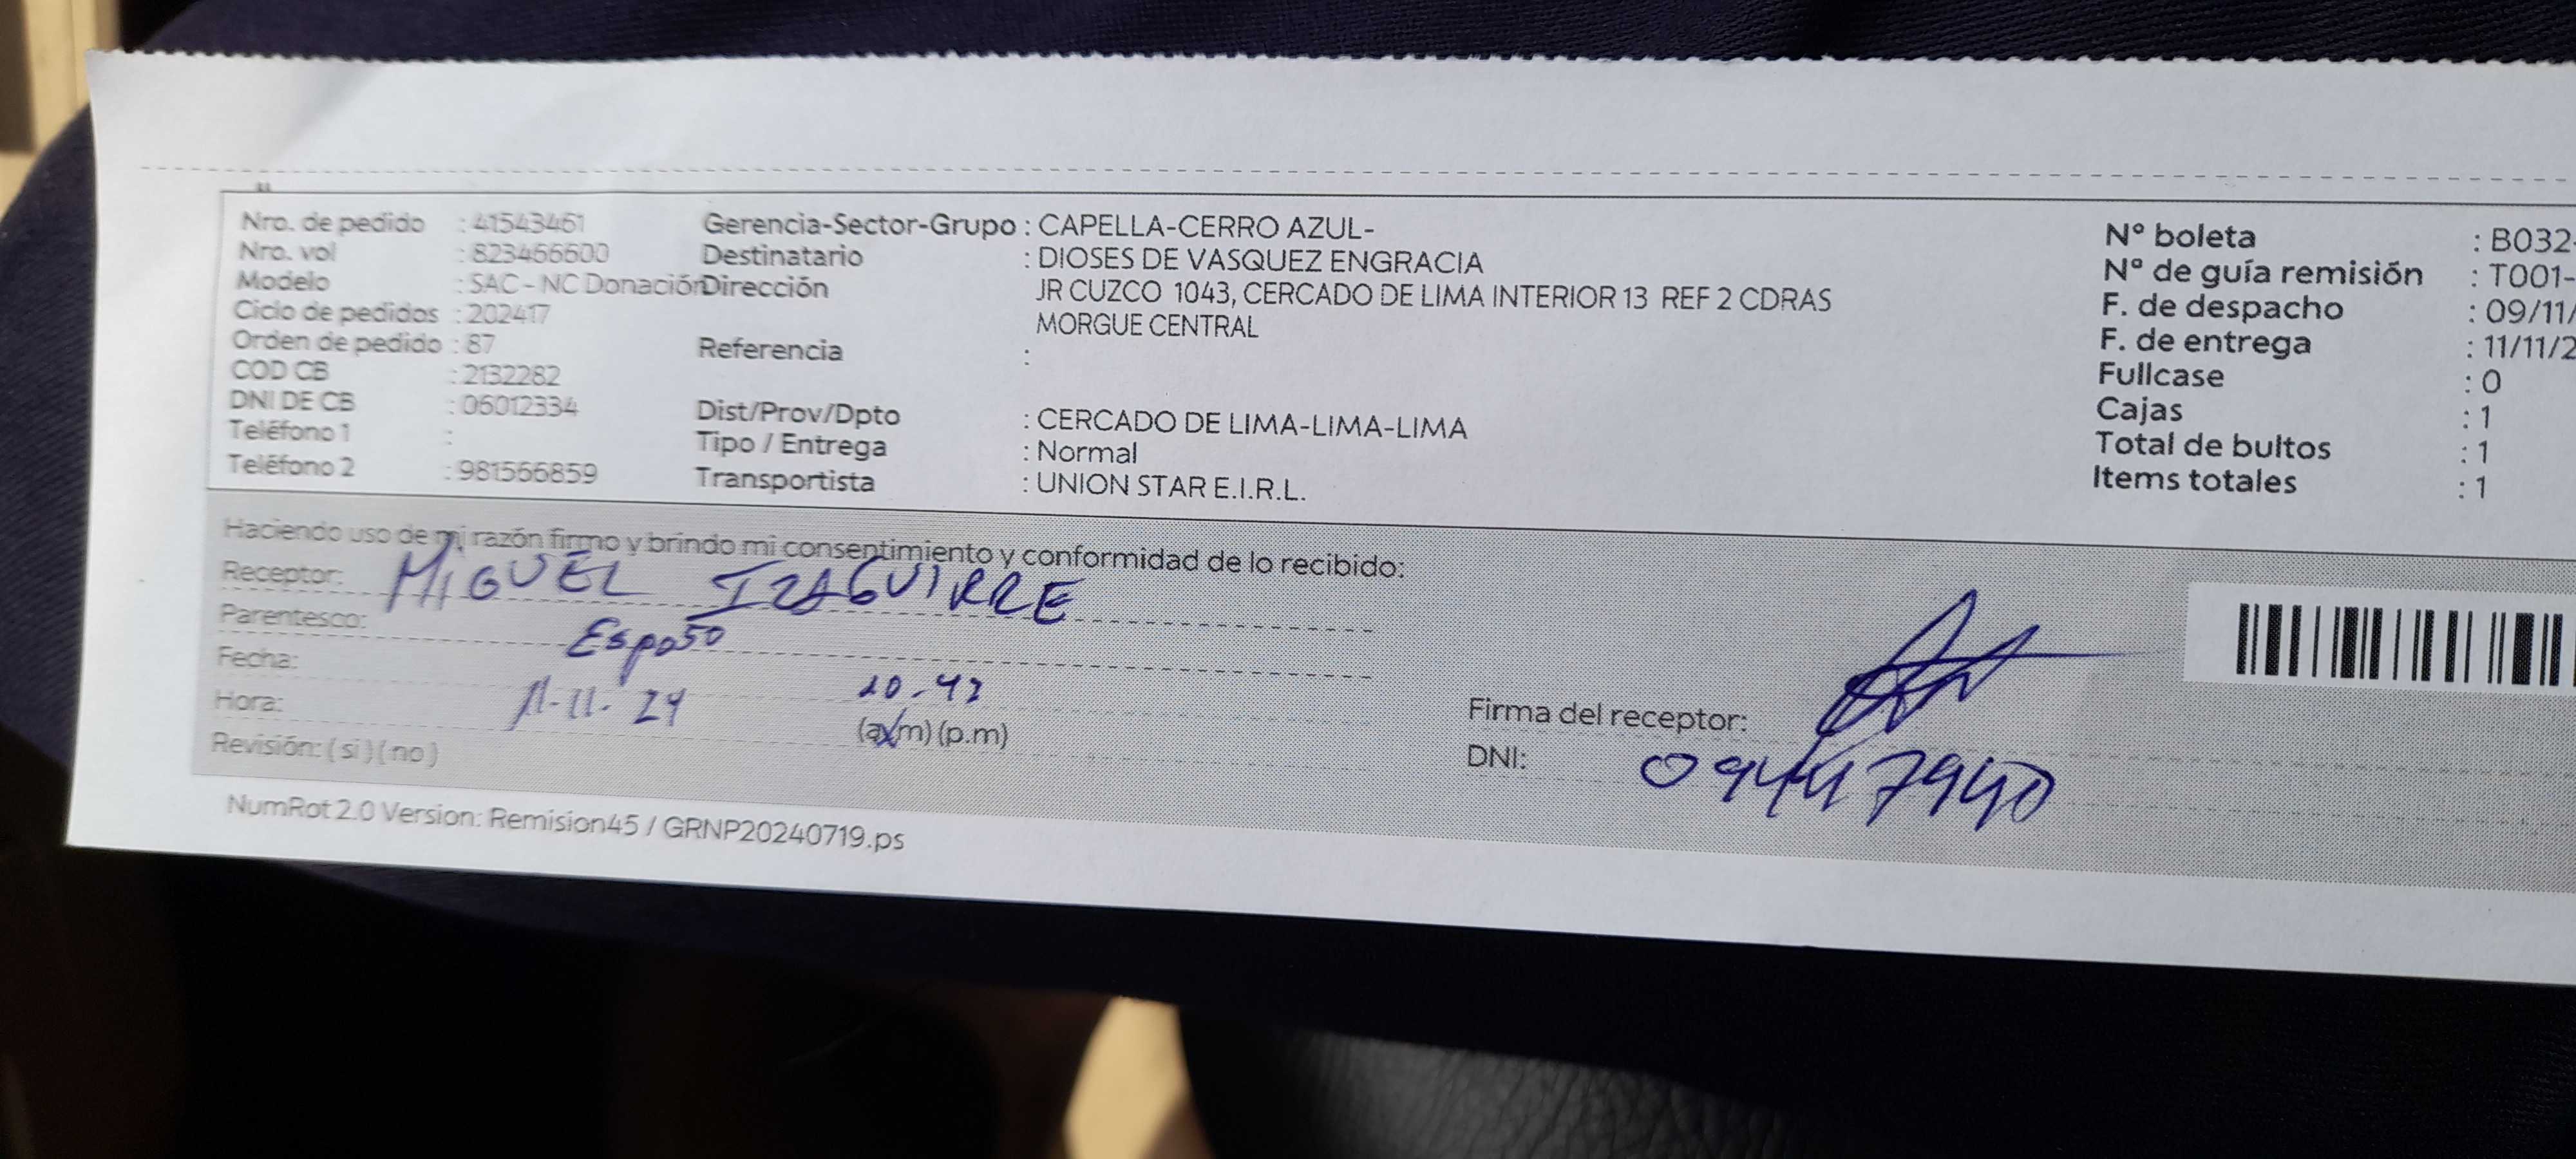 Nro. de pedido : 41543461
Nro. vol : 823466600
Modelo : SAC - NC Donación
Ciclo de pedidos : 202417
Orden de pedido : 87
COD CB : 2132282
DNI DE CB : 06012334
Teléfono 1 :
Teléfono 2 : 981566859
Gerencia-Sector-Grupo : CAPELLA-CERRO AZUL-
Destinatario : DIOSES DE VASQUEZ ENGRACIA
Dirección JR CUZCO 1043, CERCADO DE LIMA INTERIOR 13 REF 2 CDRAS
MORGUE CENTRAL
Referencia :
Dist/Prov/Dpto : CERCADO DE LIMA-LIMA-LIMA
Tipo / Entrega : Normal
Transportista : UNION STAR E.I.R.L.
N° boleta : B032-
N° de guía remisión : T001-
F. de despacho : 09/11/
F. de entrega : 11/11/2
Fullcase : 0
Cajas : 1
Total de bultos : 1
Items totales : 1
Haciendo uso de mi razón firmo y brindo mi consentimiento y conformidad de lo recibido:
Receptor: MIGUEL IZAGUIRRE
Parentesco: Esposo
Fecha: 11-11-24
Hora: 10-42 (a.m) (p.m)
Revisión: ( si ) ( no )
Firma del receptor:
DNI: 09447940
NumRot 2.0 Version: Remision45 / GRNP20240719.ps